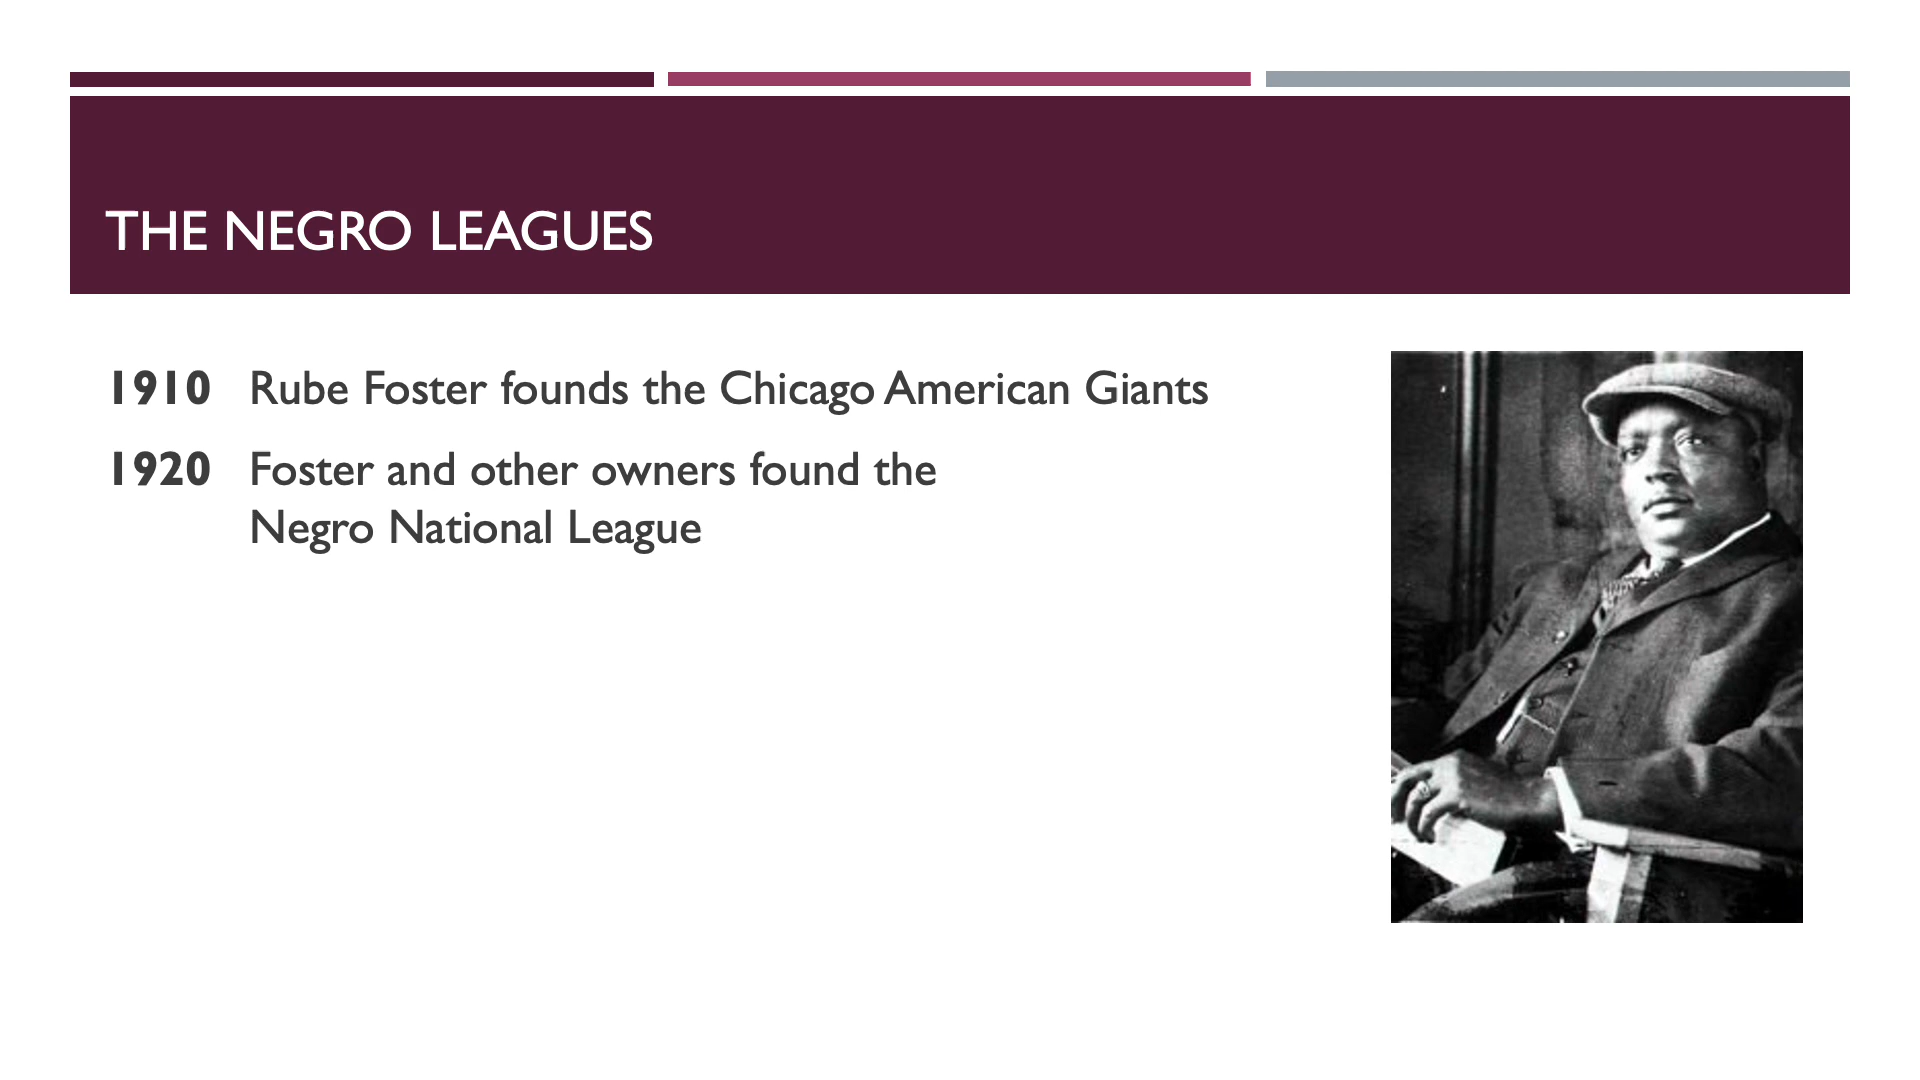 THE NEGRO LEAGUES
1910 Rube Foster founds the Chicago American Giants
1920 Foster and other owners found the
Negro National League